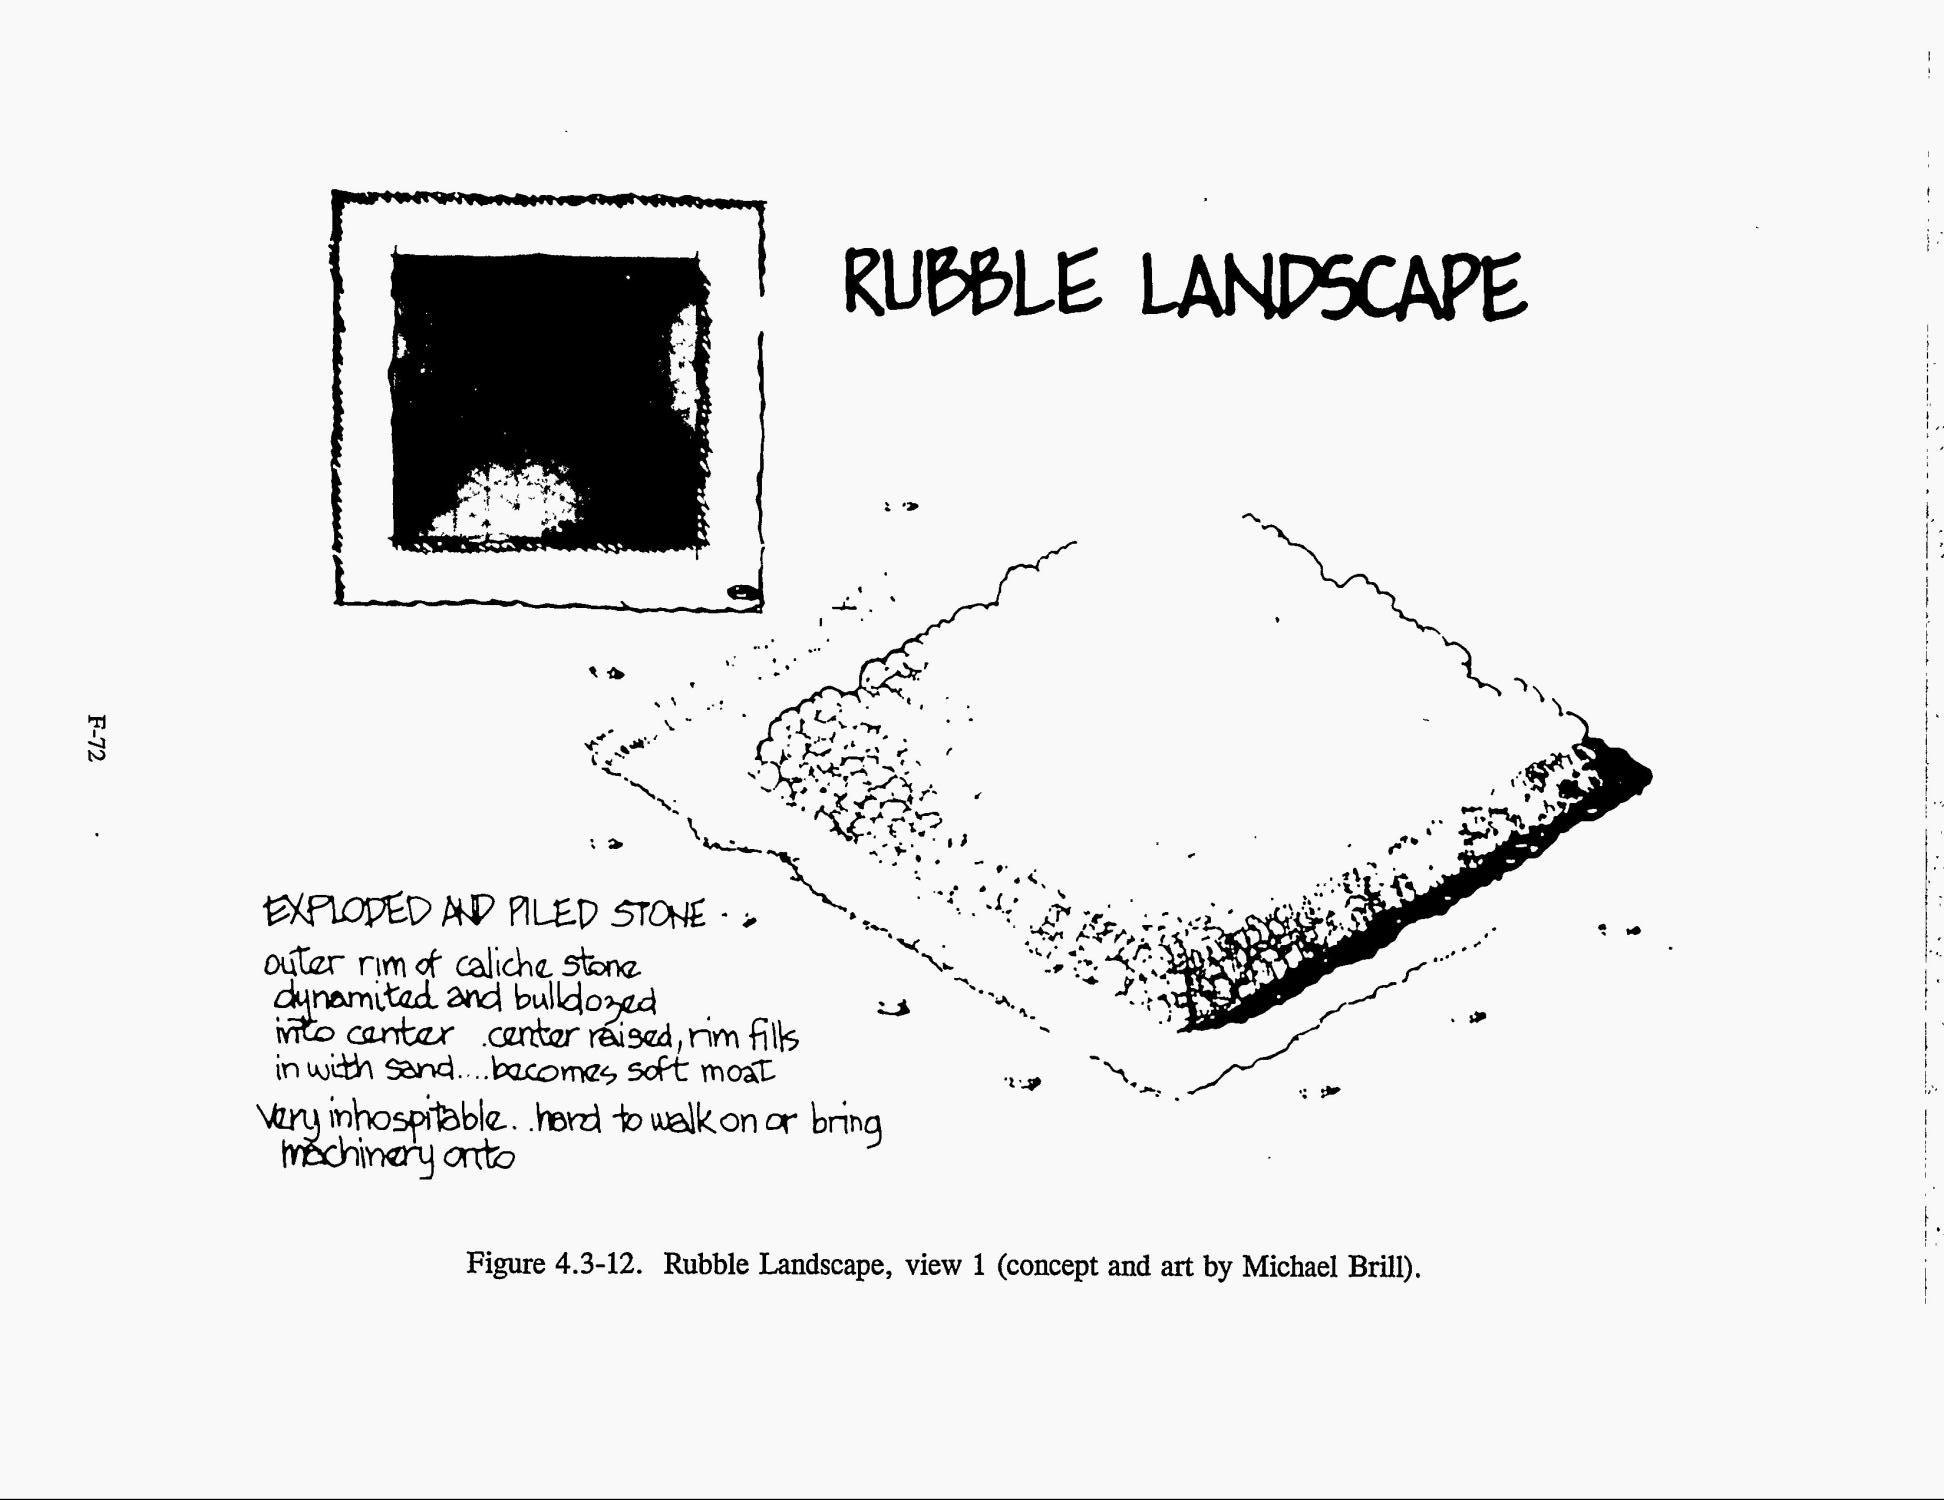 RUBBLE LANDSCAPE
EXPLODED AND PILED STONE . .
outer rim of caliche stone
dynamited and bulldozed
into center .center raised, rim fills
in with sand....becomes soft moat
Very inhospitable. .hard to walk on or bring
machinery onto
Figure 4.3-12. Rubble Landscape, view 1 (concept and art by Michael Brill).
F-72